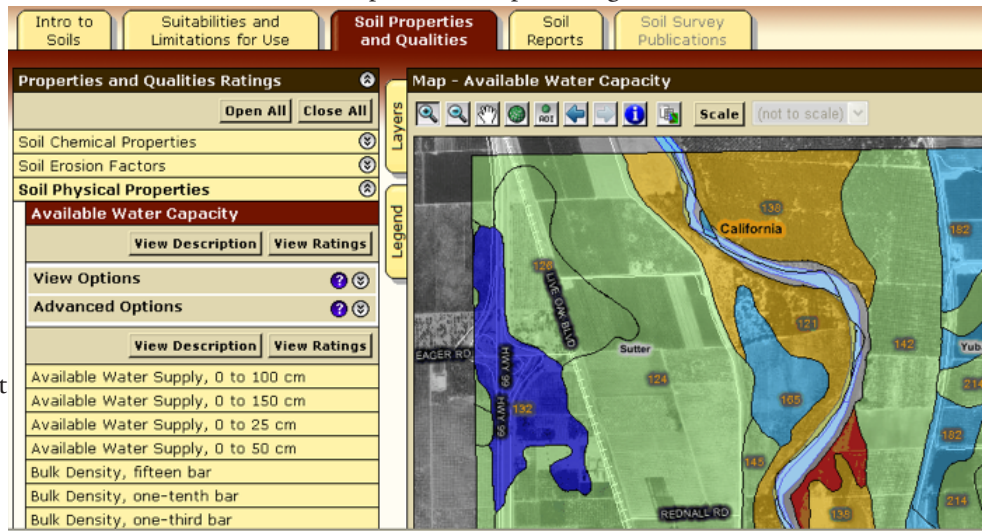 Intro to Soils
Suitabilities and Limitations for Use
Soil Properties and Qualities
Soil Reports
Soil Survey Publications
Properties and Qualities Ratings
Open All Close All
Soil Chemical Properties
Soil Erosion Factors
Soil Physical Properties
Available Water Capacity
View Description View Ratings
View Options ?
Advanced Options ?
View Description View Ratings
Available Water Supply, 0 to 100 cm
Available Water Supply, 0 to 150 cm
Available Water Supply, 0 to 25 cm
Available Water Supply, 0 to 50 cm
Bulk Density, fifteen bar
Bulk Density, one-tenth bar
Bulk Density, one-third bar
t
Layers
Legend
Map - Available Water Capacity
AOI i Scale (not to scale)
138
California
182
126
LIVE OAK BLVD
121
142
Sutter
Yub
EAGER RD
HWY 99
124
214
165
HWY 99
132
182
145
214
REDNALL RD
138